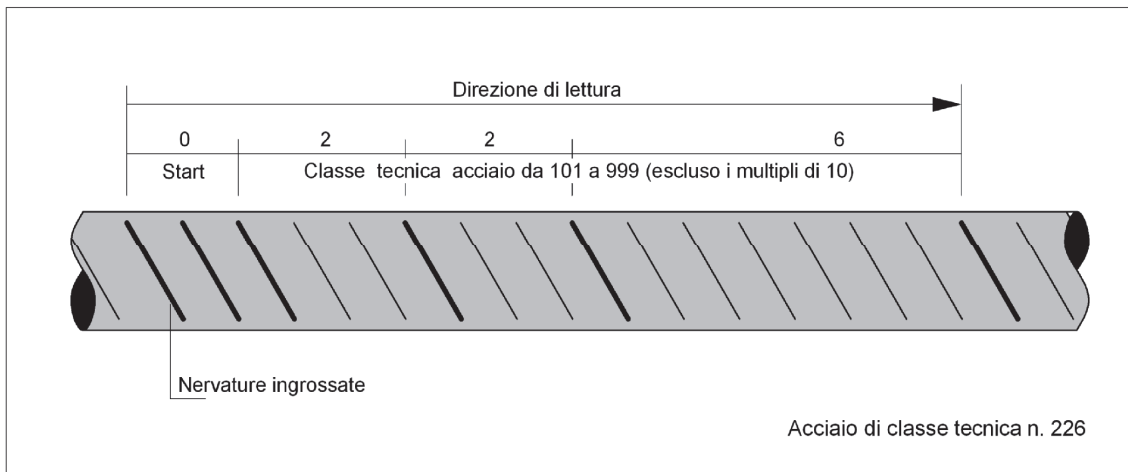 Direzione di lettura
0 2 2 6
Start Classe tecnica acciaio da 101 a 999 (escluso i multipli di 10)
Nervature ingrossate
Acciaio di classe tecnica n. 226